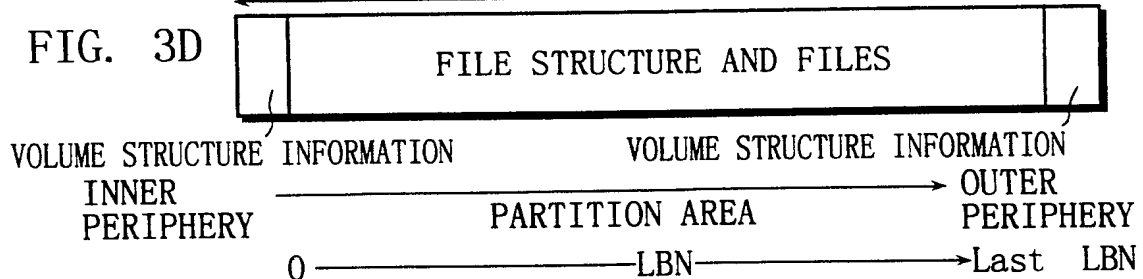 FIG. 3D
FILE STRUCTURE AND FILES
VOLUME STRUCTURE INFORMATION
VOLUME STRUCTURE INFORMATION
INNER
PERIPHERY
PARTITION AREA
OUTER
PERIPHERY
0
LBN
Last LBN